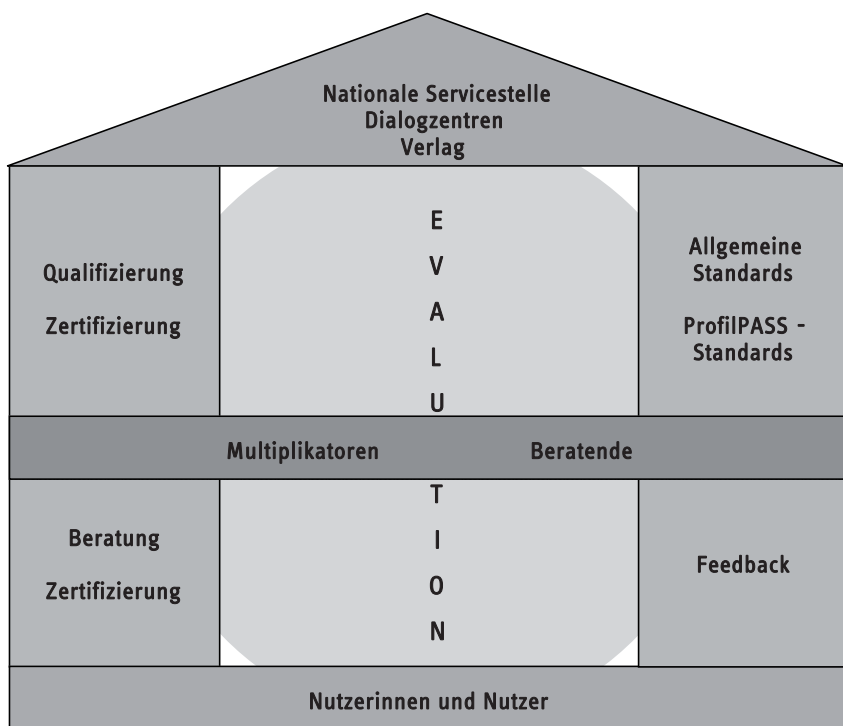 Nationale Servicestelle
Dialogzentren
Verlag
Qualifizierung
Zertifizierung
E
V
A
L
U
T
I
O
N
Allgemeine
Standards
ProfilPASS -
Standards
Multiplikatoren
Beratende
Beratung
Zertifizierung
Feedback
Nutzerinnen und Nutzer